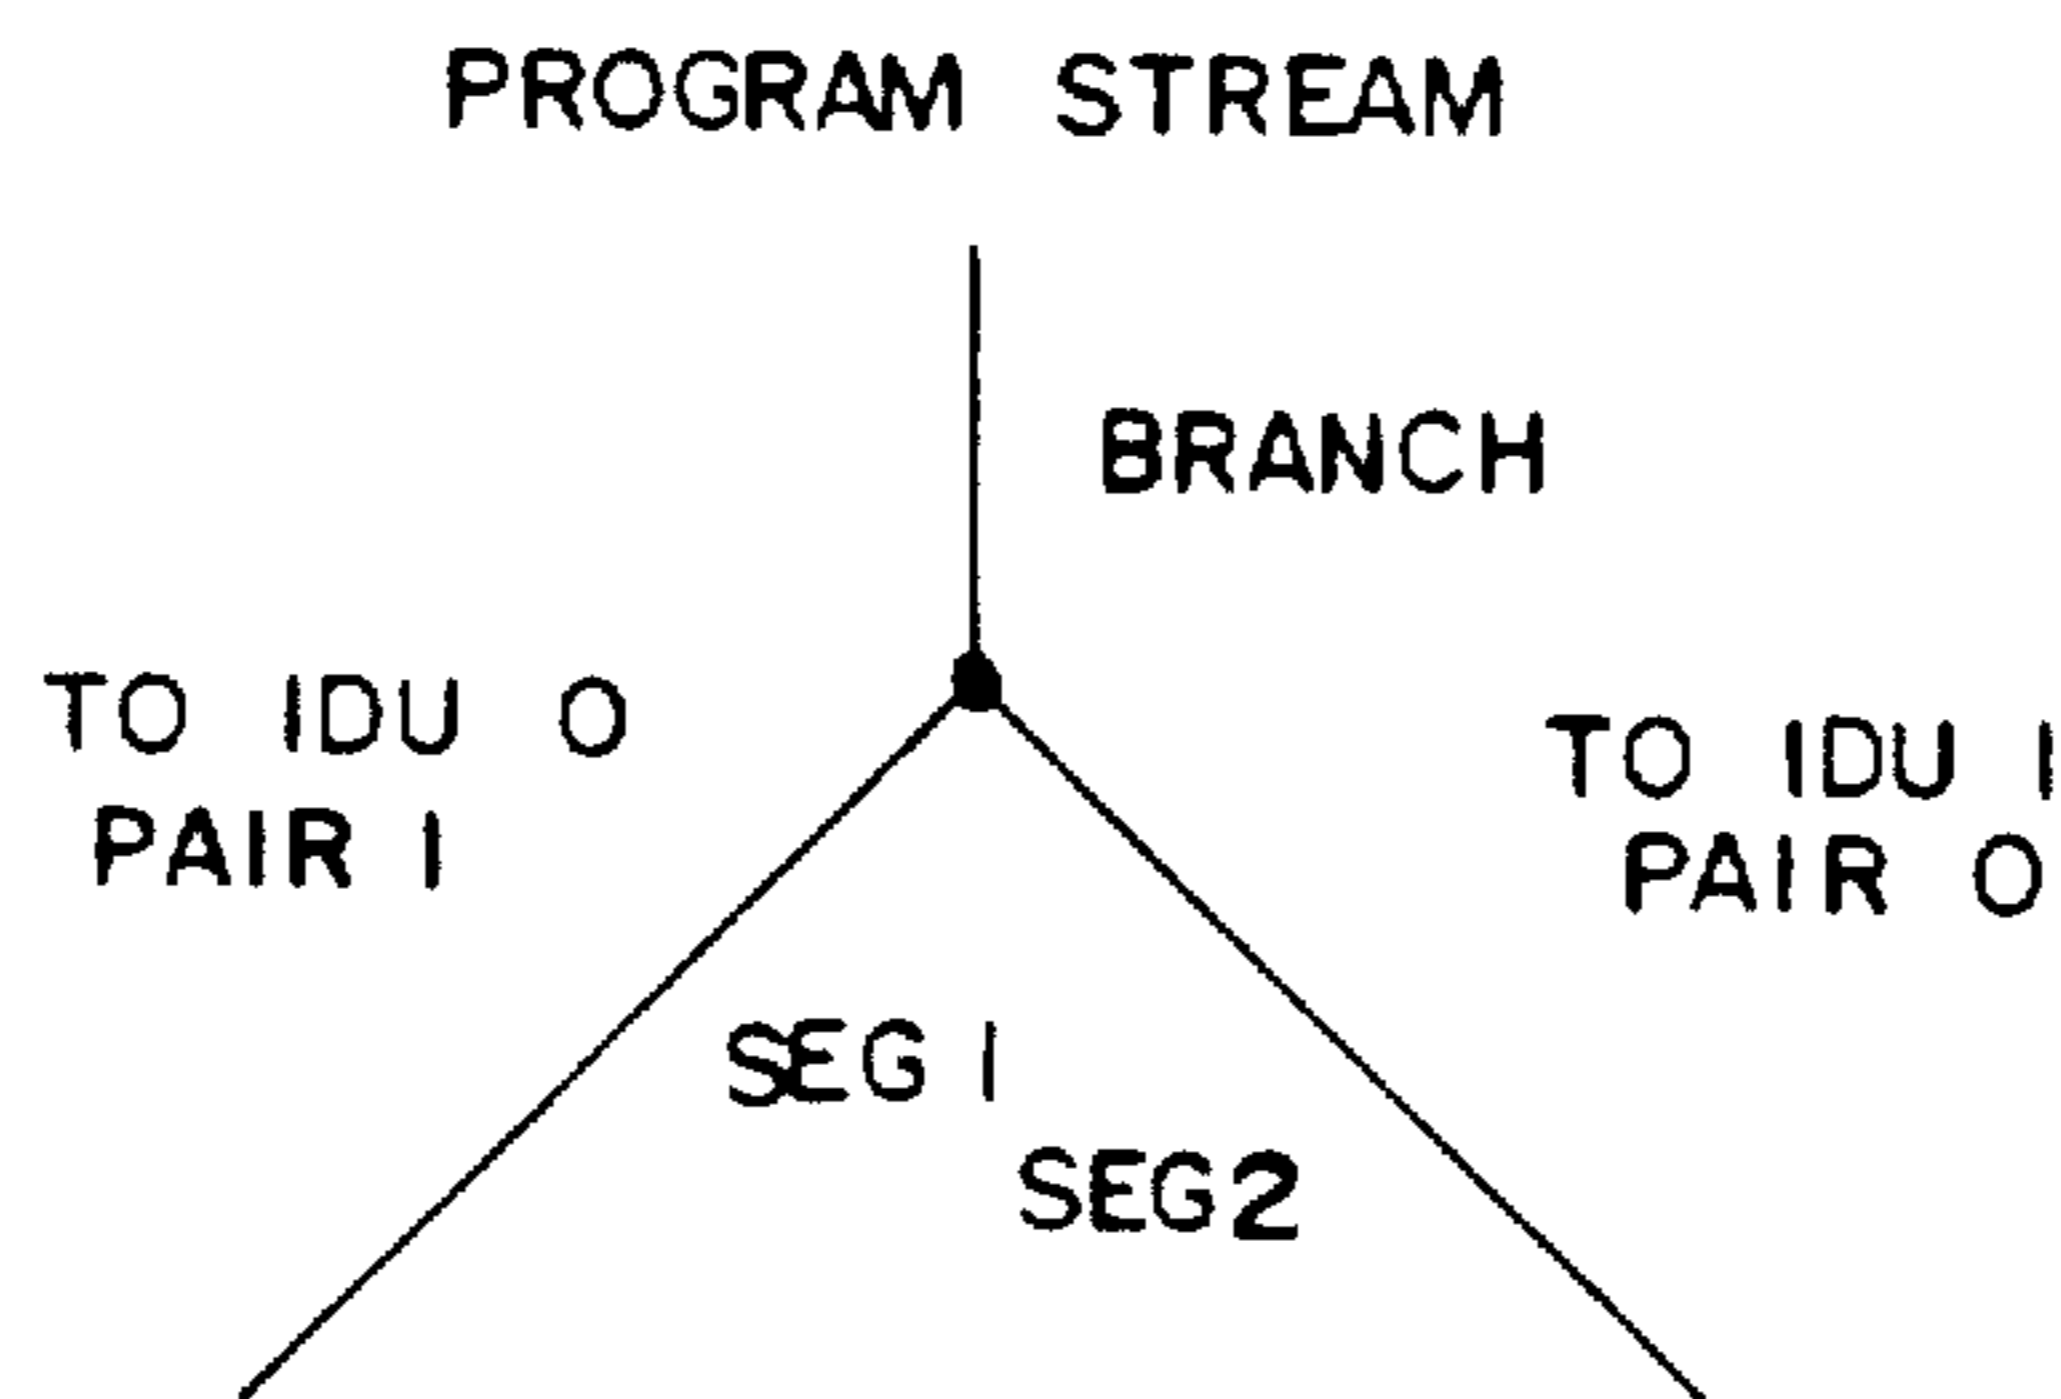 PROGRAM STREAM
BRANCH
TO IDU 0
PAIR 1
TO IDU 1
PAIR 0
SEG 1
SEG2